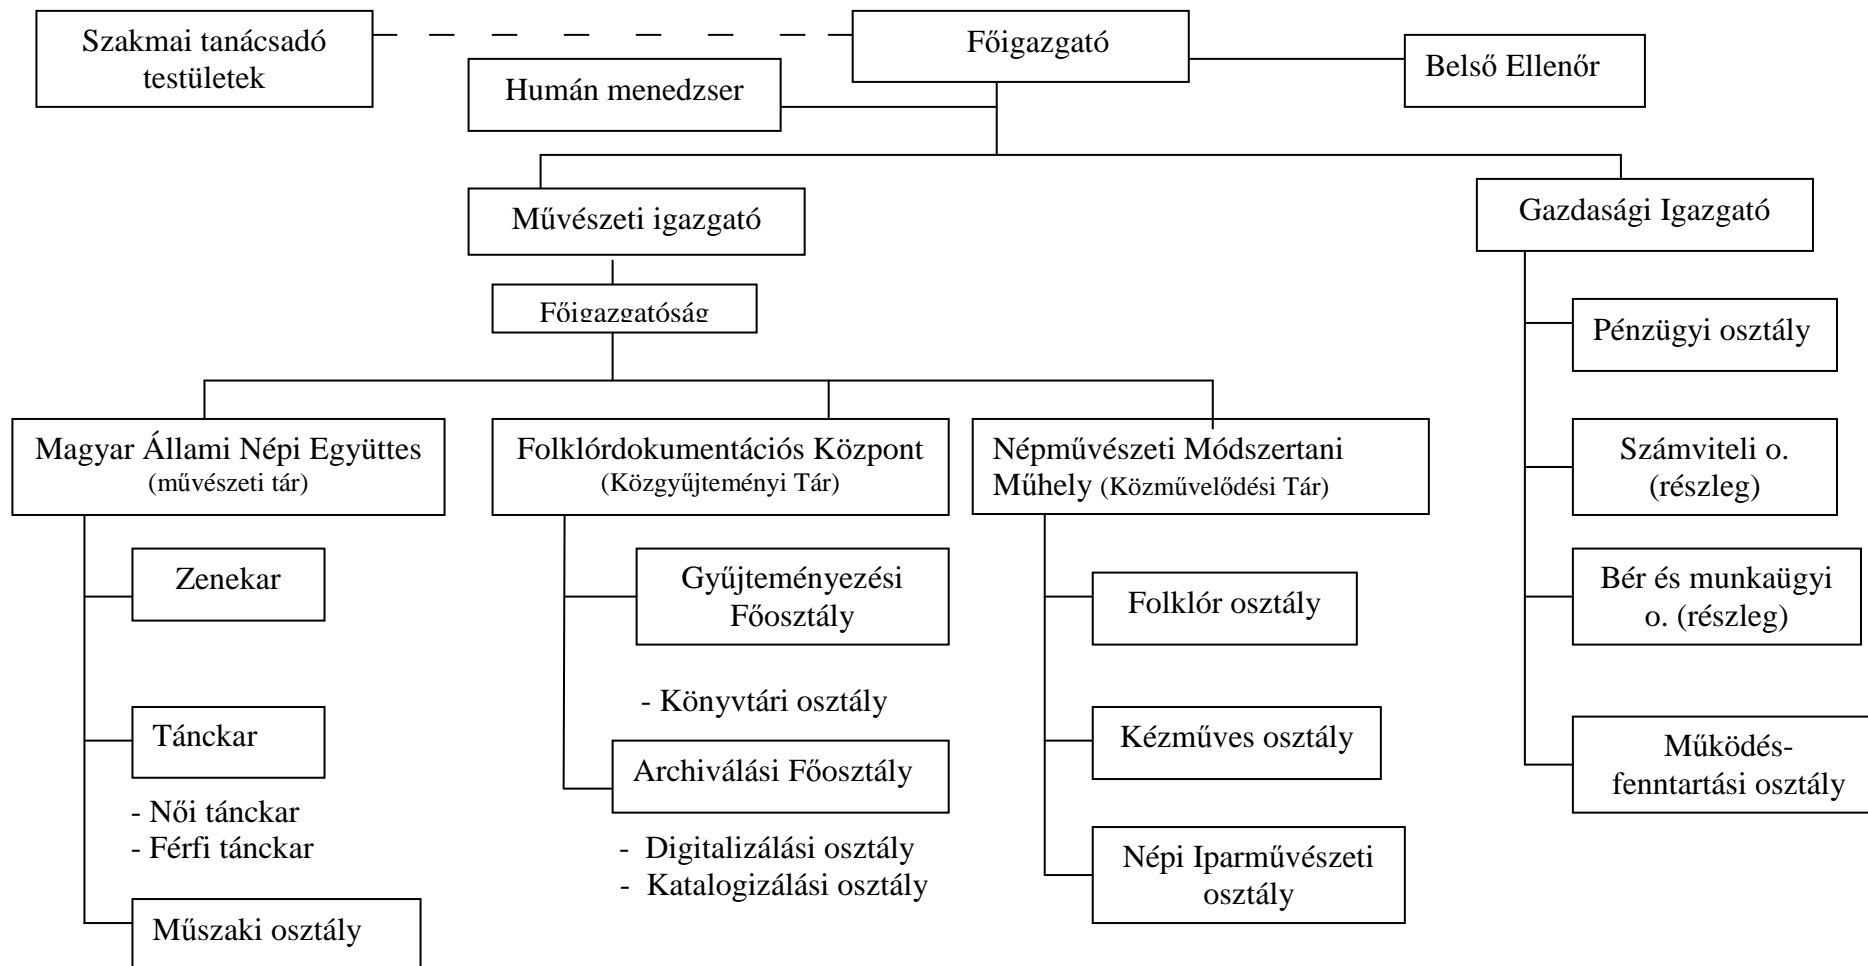 Szakmai tanácsadó
testületek
Főigazgató
Humán menedzser
Belső Ellenőr
Művészeti igazgató
Gazdasági Igazgató
Főigazgatóság
Pénzügyi osztály
Számviteli o.
(részleg)
Bér és munkaügyi
o. (részleg)
Működés-
fenntartási osztály
Magyar Állami Népi Együttes
(művészeti tár)
Zenekar
Tánckar
- Női tánckar
- Férfi tánckar
Műszaki osztály
Folklórdokumentációs Központ
(Közgyűjteményi Tár)
Gyűjteményezési
Főosztály
- Könyvtári osztály
Archiválási Főosztály
- Digitalizálási osztály
- Katalogizálási osztály
Népművészeti Módszertani
Műhely (Közművelődési Tár)
Folklór osztály
Kézműves osztály
Népi Iparművészeti
osztály